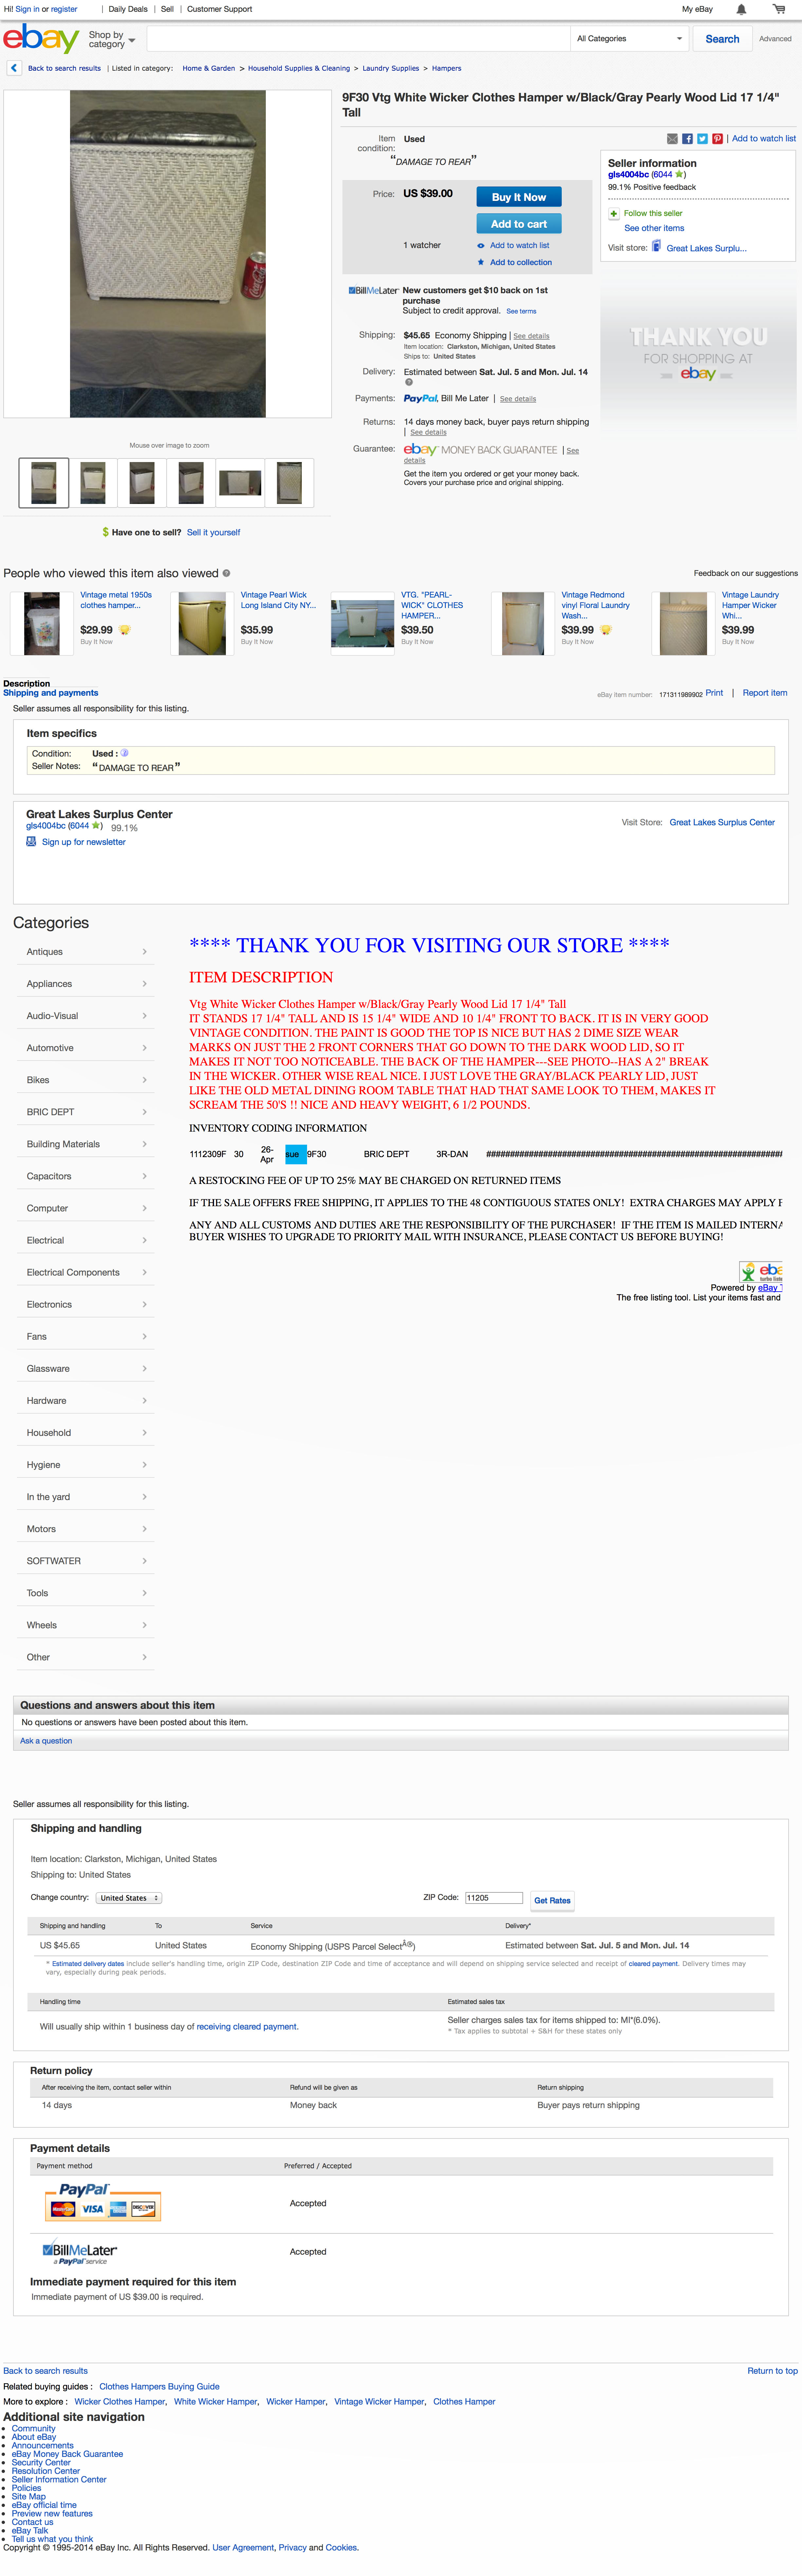 Hi! Sign in or register | Daily Deals | Sell | Customer Support My eBay
ebay Shop by category All Categories Search Advanced
Back to search results | Listed in category: Home & Garden > Household Supplies & Cleaning > Laundry Supplies > Hampers
9F30 Vtg White Wicker Clothes Hamper w/Black/Gray Pearly Wood Lid 17 1/4"
Tall
Item condition: Used
“DAMAGE TO REAR”
| Add to watch list
Price: US $39.00 Buy It Now
Add to cart
1 watcher Add to watch list
Add to collection
BillMeLater New customers get $10 back on 1st
purchase
Subject to credit approval. See terms
Shipping: $45.65 Economy Shipping | See details
Item location: Clarkston, Michigan, United States
Ships to: United States
Delivery: Estimated between Sat. Jul. 5 and Mon. Jul. 14
Payments: PayPal, Bill Me Later | See details
Returns: 14 days money back, buyer pays return shipping
| See details
Guarantee: ebay MONEY BACK GUARANTEE | See
details
Get the item you ordered or get your money back.
Covers your purchase price and original shipping.
Seller information
gls4004bc (6044 )
99.1% Positive feedback
Follow this seller
See other items
Visit store: Great Lakes Surplu...
THANK YOU
FOR SHOPPING AT
ebay
Coca-Cola
Mouse over image to zoom
$ Have one to sell? Sell it yourself
People who viewed this item also viewed Feedback on our suggestions
Vintage metal 1950s
clothes hamper...
$29.99
Buy It Now
Vintage Pearl Wick
Long Island City NY...
$35.99
Buy It Now
VTG. "PEARL-
WICK" CLOTHES
HAMPER...
$39.50
Buy It Now
Vintage Redmond
vinyl Floral Laundry
Wash...
$39.99
Buy It Now
Vintage Laundry
Hamper Wicker
Whi...
$39.99
Buy It Now
Description
Shipping and payments eBay item number: 171311989902 Print | Report item
Seller assumes all responsibility for this listing.
Item specifics
Condition: Used :
Seller Notes: “DAMAGE TO REAR”
Great Lakes Surplus Center
gls4004bc (6044 ) 99.1% Visit Store: Great Lakes Surplus Center
Sign up for newsletter
Categories
Antiques
Appliances
Audio-Visual
Automotive
Bikes
BRIC DEPT
Building Materials
Capacitors
Computer
Electrical
Electrical Components
Electronics
Fans
Glassware
Hardware
Household
Hygiene
In the yard
Motors
SOFTWATER
Tools
Wheels
Other
**** THANK YOU FOR VISITING OUR STORE ****
ITEM DESCRIPTION
Vtg White Wicker Clothes Hamper w/Black/Gray Pearly Wood Lid 17 1/4" Tall
IT STANDS 17 1/4" TALL AND IS 15 1/4" WIDE AND 10 1/4" FRONT TO BACK. IT IS IN VERY GOOD
VINTAGE CONDITION. THE PAINT IS GOOD THE TOP IS NICE BUT HAS 2 DIME SIZE WEAR
MARKS ON JUST THE 2 FRONT CORNERS THAT GO DOWN TO THE DARK WOOD LID, SO IT
MAKES IT NOT TOO NOTICEABLE. THE BACK OF THE HAMPER---SEE PHOTO--HAS A 2" BREAK
IN THE WICKER. OTHER WISE REAL NICE. I JUST LOVE THE GRAY/BLACK PEARLY LID, JUST
LIKE THE OLD METAL DINING ROOM TABLE THAT HAD THAT SAME LOOK TO THEM, MAKES IT
SCREAM THE 50'S !! NICE AND HEAVY WEIGHT, 6 1/2 POUNDS.
INVENTORY CODING INFORMATION
1112309F 30 26-Apr sue 9F30 BRIC DEPT 3R-DAN ################################################################
A RESTOCKING FEE OF UP TO 25% MAY BE CHARGED ON RETURNED ITEMS
IF THE SALE OFFERS FREE SHIPPING, IT APPLIES TO THE 48 CONTIGUOUS STATES ONLY! EXTRA CHARGES MAY APPLY F
ANY AND ALL CUSTOMS AND DUTIES ARE THE RESPONSIBILITY OF THE PURCHASER! IF THE ITEM IS MAILED INTERNA
BUYER WISHES TO UPGRADE TO PRIORITY MAIL WITH INSURANCE, PLEASE CONTACT US BEFORE BUYING!
Powered by eBay T
The free listing tool. List your items fast and
Questions and answers about this item
No questions or answers have been posted about this item.
Ask a question
Seller assumes all responsibility for this listing.
Shipping and handling
Item location: Clarkston, Michigan, United States
Shipping to: United States
Change country: United States ZIP Code: 11205 Get Rates
Shipping and handling To Service Delivery*
US $45.65 United States Economy Shipping (USPS Parcel SelectÂ®) Estimated between Sat. Jul. 5 and Mon. Jul. 14
* Estimated delivery dates include seller's handling time, origin ZIP Code, destination ZIP Code and time of acceptance and will depend on shipping service selected and receipt of cleared payment. Delivery times may
vary, especially during peak periods.
Handling time Estimated sales tax
Will usually ship within 1 business day of receiving cleared payment. Seller charges sales tax for items shipped to: MI*(6.0%).
* Tax applies to subtotal + S&H for these states only
Return policy
After receiving the item, contact seller within Refund will be given as Return shipping
14 days Money back Buyer pays return shipping
Payment details
Payment method Preferred / Accepted
PayPal
MasterCard VISA DISCOVER
Accepted
BillMeLater
a PayPal service
Accepted
Immediate payment required for this item
Immediate payment of US $39.00 is required.
Back to search results Return to top
Related buying guides : Clothes Hampers Buying Guide
More to explore : Wicker Clothes Hamper, White Wicker Hamper, Wicker Hamper, Vintage Wicker Hamper, Clothes Hamper
Additional site navigation
Community
About eBay
Announcements
eBay Money Back Guarantee
Security Center
Resolution Center
Seller Information Center
Policies
Site Map
eBay official time
Preview new features
Contact us
eBay Talk
Tell us what you think
Copyright © 1995-2014 eBay Inc. All Rights Reserved. User Agreement, Privacy and Cookies.